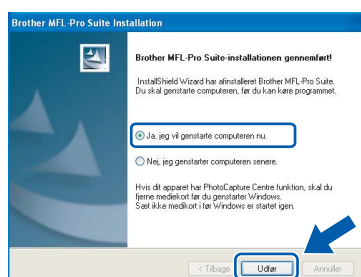 Brother MFL-Pro Suite Installation
Brother MFL-Pro Suite-installationen gennemført!
InstallShield Wizard har afinstalleret Brother MFL-Pro Suite.
Du skal genstarte computeren, før du kan køre programmet.
Ja, jeg vil genstarte computeren nu.
Nej, jeg genstarter computeren senere.
Hvis dit apparat har PhotoCapture Centre funktion, skal du
fjerne mediekort før du genstarter Windows.
Sæt ikke medikort i før Windows er startet igen.
< Tilbage
Udfør
Annuller